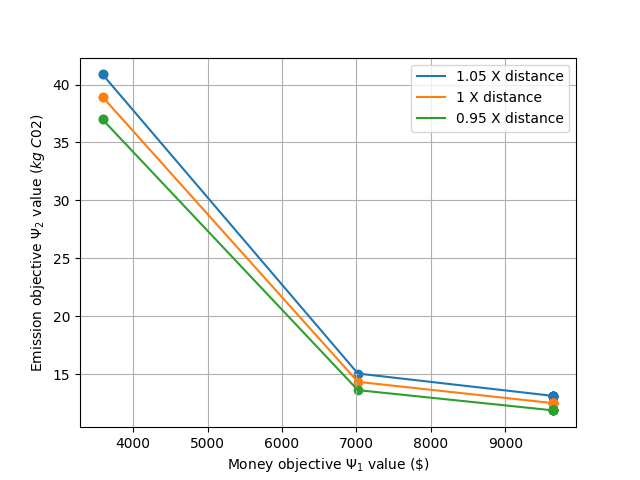 1.05 X distance
1 X distance
0.95 X distance
40
35
30
25
20
15
Emission objective Ψ₂ value (kg C02)
4000 5000 6000 7000 8000 9000
Money objective Ψ₁ value ($)